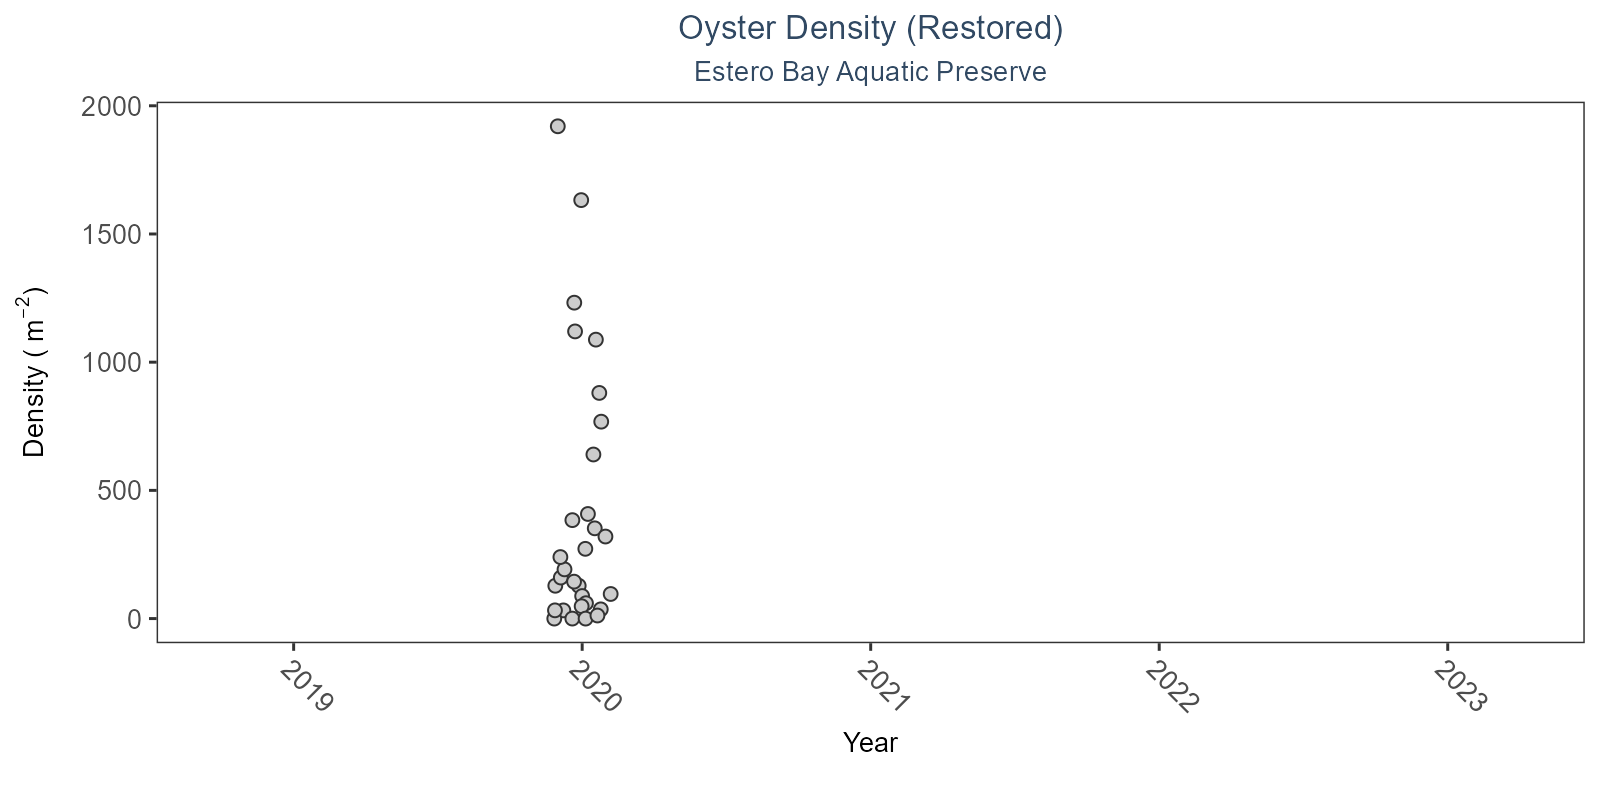 Oyster Density (Restored)
Estero Bay Aquatic Preserve
2000
1500
1000
500
0
Density ( m⁻²)
2019
2020
2021
2022
2023
Year